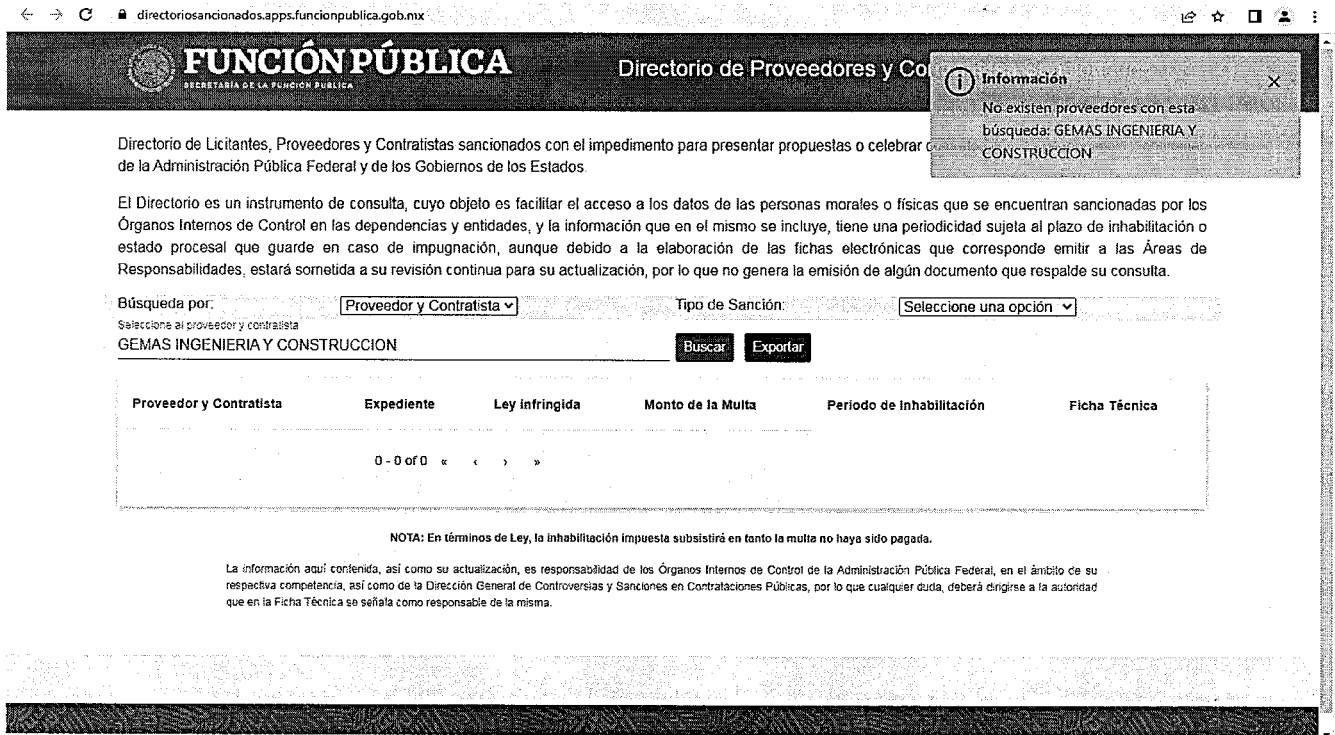 directoriosancionados.apps.funcionpublica.gob.mx
FUNCIÓN PÚBLICA
SECRETARÍA DE LA FUNCIÓN PÚBLICA
Directorio de Proveedores y Co
Información
No existen proveedores con esta
búsqueda: GEMAS INGENIERIA Y
CONSTRUCCION
Directorio de Licitantes, Proveedores y Contratistas sancionados con el impedimento para presentar propuestas o celebrar
de la Administración Pública Federal y de los Gobiernos de los Estados.
El Directorio es un instrumento de consulta, cuyo objeto es facilitar el acceso a los datos de las personas morales o físicas que se encuentran sancionadas por los
Órganos Internos de Control en las dependencias y entidades, y la información que en el mismo se incluye, tiene una periodicidad sujeta al plazo de inhabilitación o
estado procesal que guarde en caso de impugnación, aunque debido a la elaboración de las fichas electrónicas que corresponde emitir a las Áreas de
Responsabilidades, estará sometida a su revisión continua para su actualización, por lo que no genera la emisión de algún documento que respalde su consulta.
Búsqueda por: Proveedor y Contratista Tipo de Sanción: Seleccione una opción
Seleccione al proveedor y contratista
GEMAS INGENIERIA Y CONSTRUCCION Buscar Exportar
Proveedor y Contratista Expediente Ley infringida Monto de la Multa Periodo de Inhabilitación Ficha Técnica
0 - 0 of 0 « ‹ › »
NOTA: En términos de Ley, la inhabilitación impuesta subsistirá en tanto la multa no haya sido pagada.
La información aquí contenida, así como su actualización, es responsabilidad de los Órganos Internos de Control de la Administración Pública Federal, en el ámbito de su
respectiva competencia, así como de la Dirección General de Controversias y Sanciones en Contrataciones Públicas, por lo que cualquier duda, deberá dirigirse a la autoridad
que en la Ficha Técnica se señala como responsable de la misma.